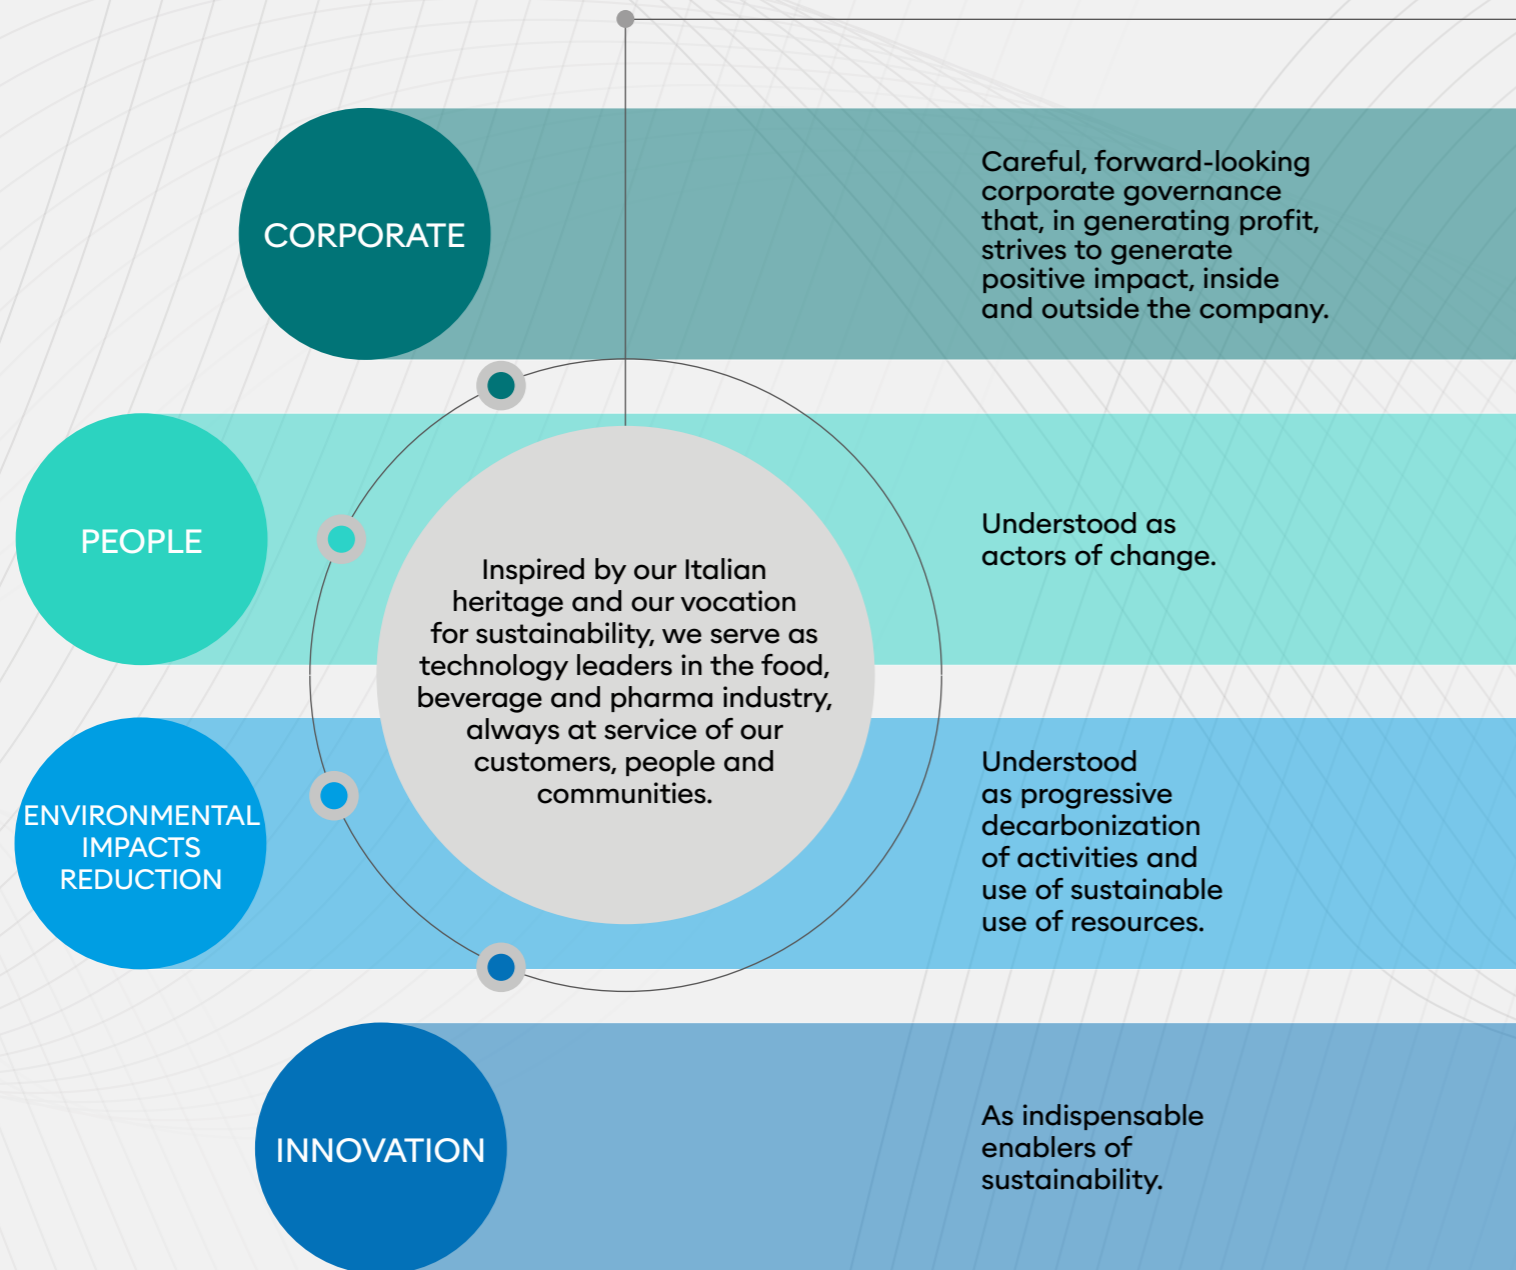 CORPORATE
Careful, forward-looking
corporate governance
that, in generating profit,
strives to generate
positive impact, inside
and outside the company.
PEOPLE
Understood as
actors of change.
Inspired by our Italian
heritage and our vocation
for sustainability, we serve as
technology leaders in the food,
beverage and pharma industry,
always at service of our
customers, people and
communities.
ENVIRONMENTAL
IMPACTS
REDUCTION
Understood
as progressive
decarbonization
of activities and
use of sustainable
use of resources.
INNOVATION
As indispensable
enablers of
sustainability.